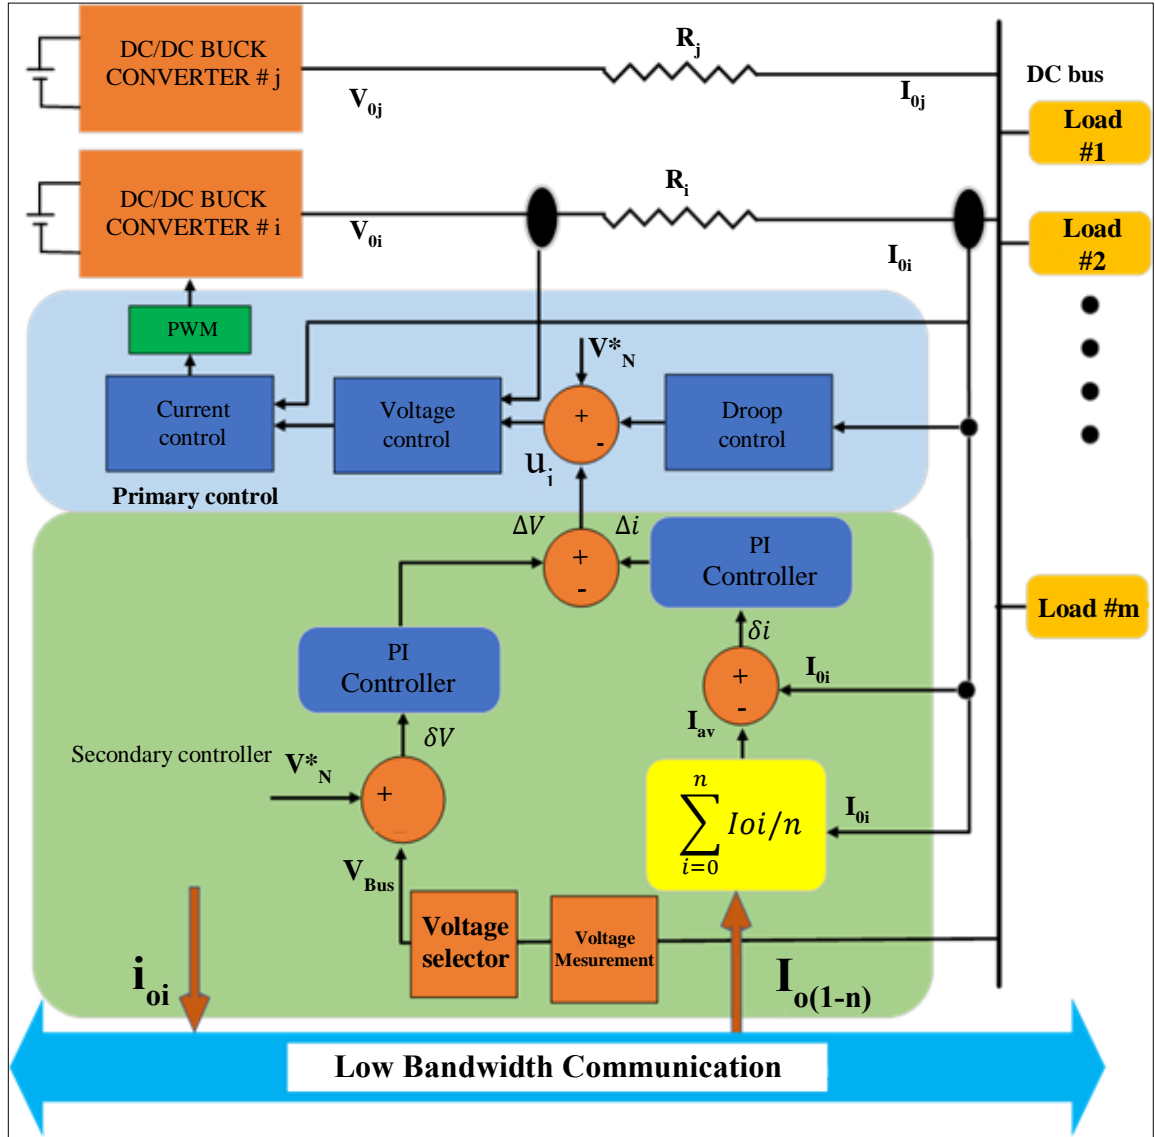 DC/DC BUCK
CONVERTER # j
V0j
Rj
I0j
DC bus
Load
#1
DC/DC BUCK
CONVERTER # i
V0i
Ri
I0i
Load
#2
PWM
V*N
Current
control
Voltage
control
+
-
Droop
control
ui
Primary control
ΔV
Δi
+
-
PI
Controller
Load #m
δi
PI
Controller
+
-
I0i
Iav
δV
Secondary controller
V*N
+
-
n
∑ Ioi/n
i=0
I0i
VBus
Voltage
selector
Voltage
Mesurement
ioi
Io(1-n)
Low Bandwidth Communication